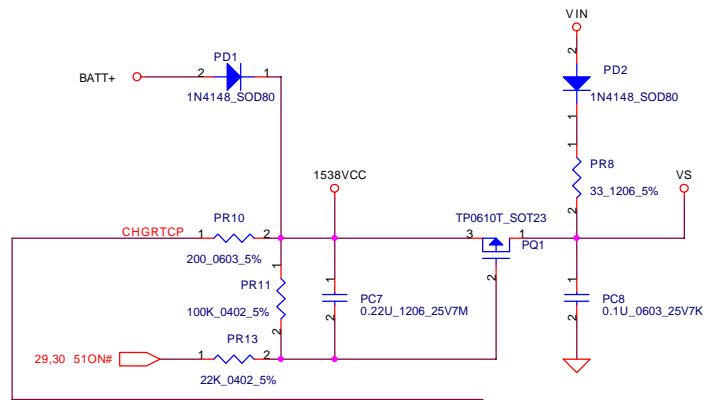 VIN
2
PD1
PD2
BATT+
2
1
1N4148_SOD80
1N4148_SOD80
1
1
1538VCC
PR8
VS
33_1206_5%
2
TP0610T_SOT23
CHGRTCP
PR10
1
2
3
1
PQ1
200_0603_5%
1
PR11
2
1
1
100K_0402_5%
PC7
0.22U_1206_25V7M
PC8
0.1U_0603_25V7K
2
2
2
PR13
29,30 51ON#
1
2
22K_0402_5%